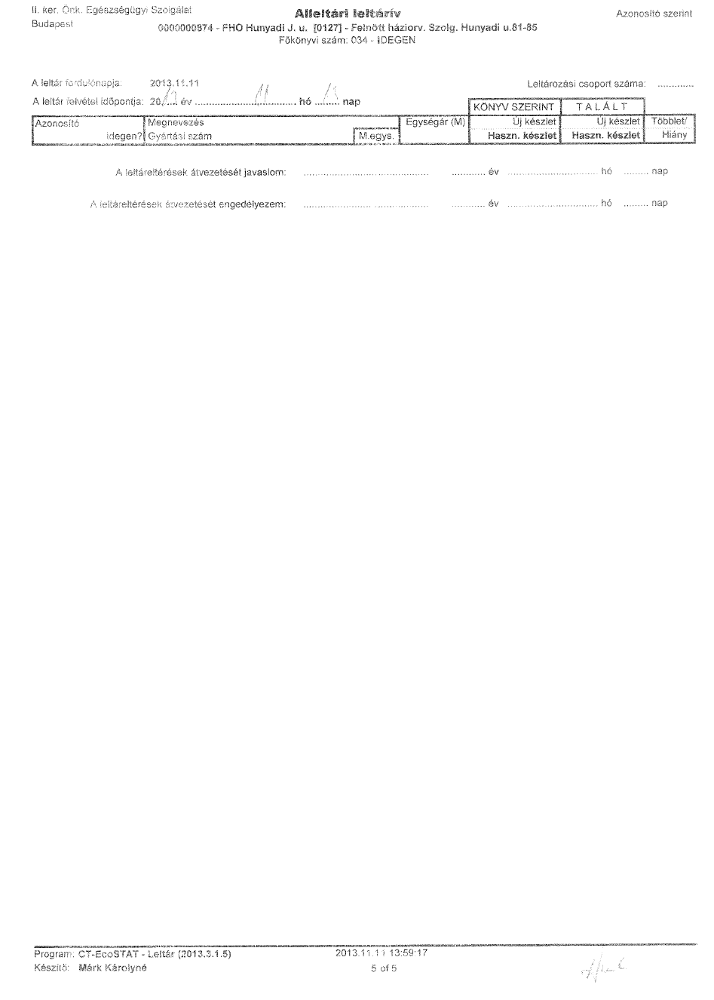 II. ker. Önk. Egészségügyi Szolgálat
Alleltári leltárív
Azonosító szerint
Budapest
0000000874 - FHO Hunyadi J. u. [0127] - Felnőtt háziorv. Szolg. Hunyadi u.81-85
Főkönyvi szám: 034 - IDEGEN
A leltár fordulónapja: 2013.11.11
Leltározási csoport száma: .............
A leltár felvétel időpontja: 20 .... év .............. 11 .......... hó ......... nap
KÖNYV SZERINT TALÁLT
Azonosító Megnevezés Egységár (M) Új készlet Új készlet Többlet/
idegen? Gyártási szám M.egys. Haszn. készlet Haszn. készlet Hiány
A leltáreltérések átvezetését javaslom: ............................................ ............ év ................................ hó ......... nap
A leltáreltérések átvezetését engedélyezem: ............................................ ............ év ................................ hó ......... nap
Program: CT-EcoSTAT - Leltár (2013.3.1.5)
2013.11.11 13:59:17
Készítő: Márk Károlyné
5 of 5